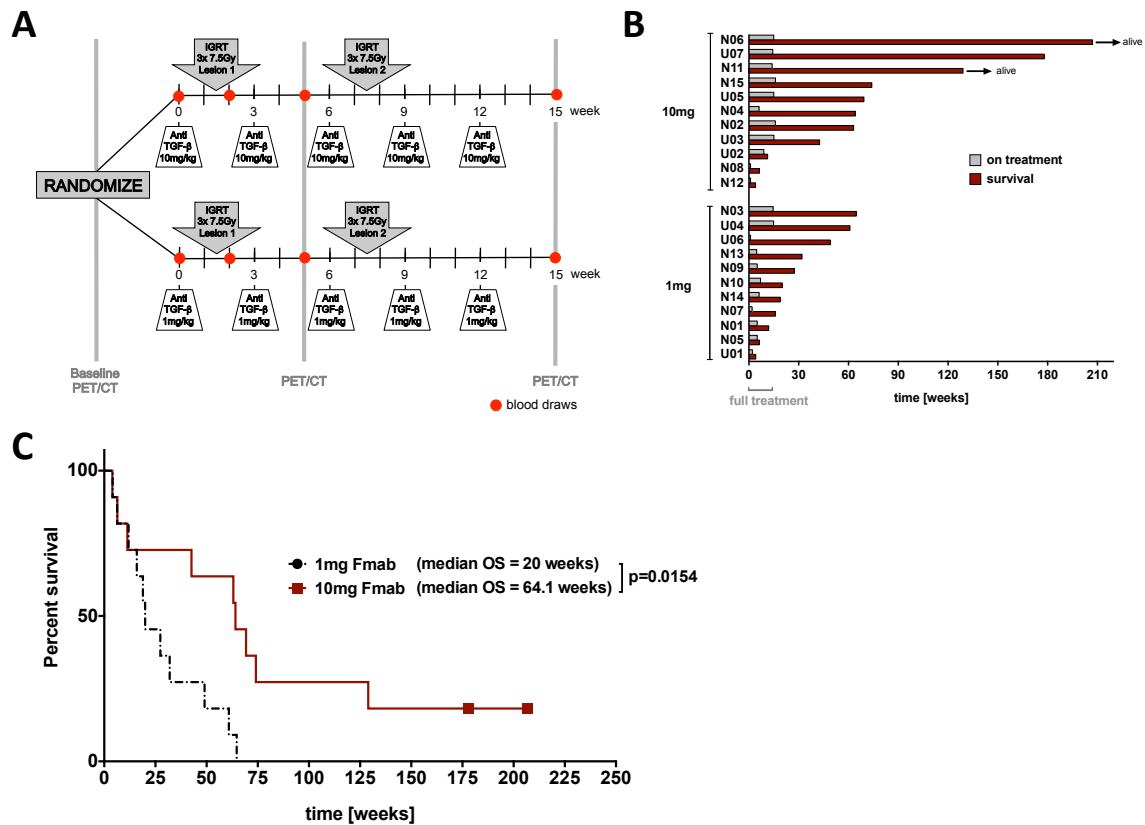 A
IGRT
3x 7.5Gy
Lesion 1
IGRT
3x 7.5Gy
Lesion 2
0 3 6 9 12 15 week
Anti
TGF-β
10mg/kg
Anti
TGF-β
10mg/kg
Anti
TGF-β
10mg/kg
Anti
TGF-β
10mg/kg
Anti
TGF-β
10mg/kg
RANDOMIZE
IGRT
3x 7.5Gy
Lesion 1
IGRT
3x 7.5Gy
Lesion 2
0 3 6 9 12 15 week
Anti
TGF-β
1mg/kg
Anti
TGF-β
1mg/kg
Anti
TGF-β
1mg/kg
Anti
TGF-β
1mg/kg
Anti
TGF-β
1mg/kg
Baseline
PET/CT
PET/CT
PET/CT
blood draws
B
10mg
N06
alive
U07
N11
alive
N15
U05
N04
N02
U03
U02
N08
N12
on treatment
survival
1mg
N03
U04
U06
N13
N09
N10
N14
N07
N01
N05
U01
0 30 60 90 120 150 180 210
full treatment
time [weeks]
C
Percent survival
100
50
0
1mg Fmab (median OS = 20 weeks)
10mg Fmab (median OS = 64.1 weeks)
p=0.0154
0 25 50 75 100 125 150 175 200 225 250
time [weeks]